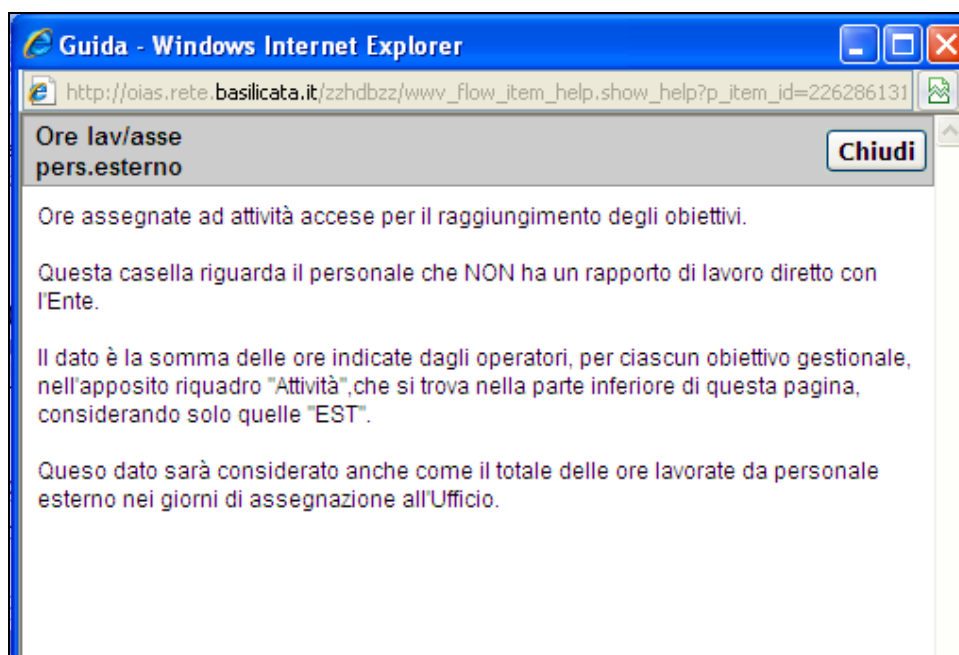 Guida - Windows Internet Explorer
http://oias.rete.basilicata.it/zzhdbzz/wwv_flow_item_help.show_help?p_item_id=226286131
Ore lav/asse
pers.esterno
Chiudi
Ore assegnate ad attività accese per il raggiungimento degli obiettivi.
Questa casella riguarda il personale che NON ha un rapporto di lavoro diretto con
l'Ente.
Il dato è la somma delle ore indicate dagli operatori, per ciascun obiettivo gestionale,
nell'apposito riquadro "Attività",che si trova nella parte inferiore di questa pagina,
considerando solo quelle "EST".
Queso dato sarà considerato anche come il totale delle ore lavorate da personale
esterno nei giorni di assegnazione all'Ufficio.